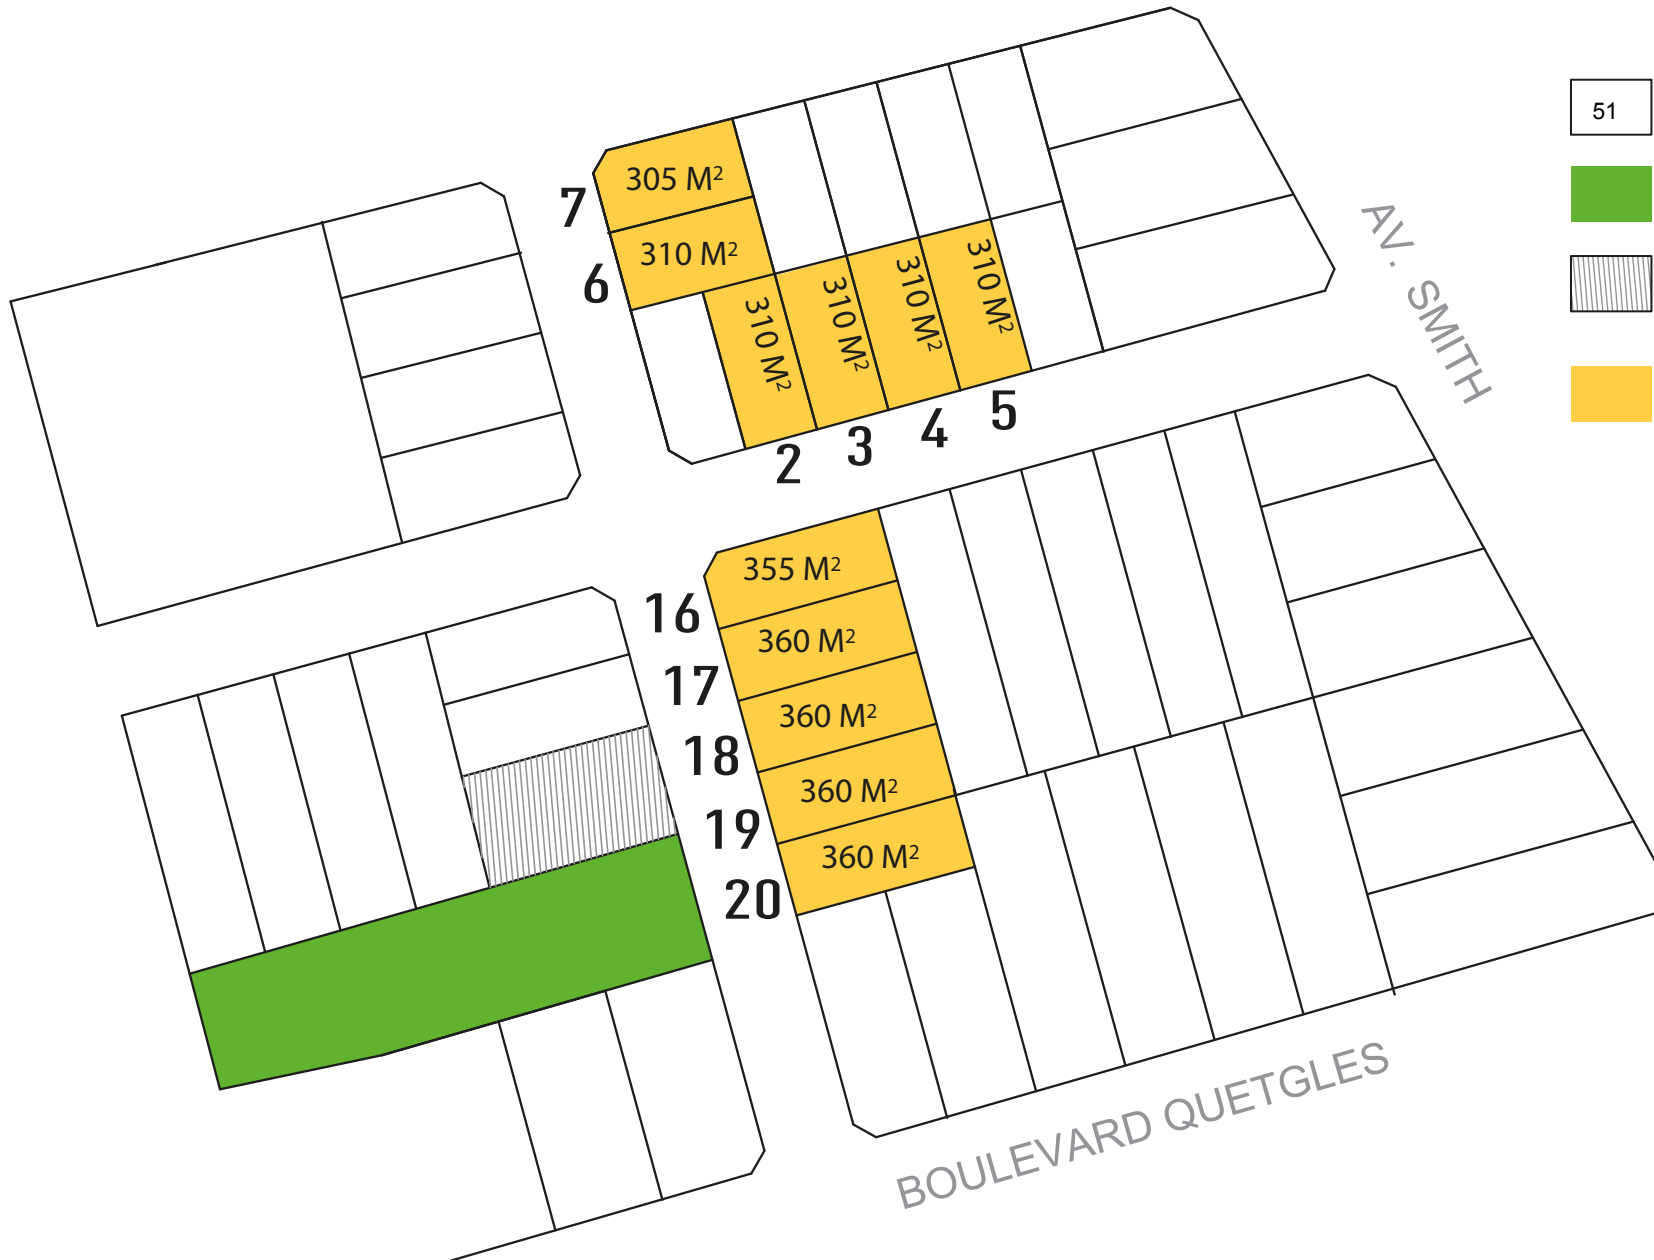 51
305 M²
7
310 M²
6
310 M²
310 M²
310 M²
310 M²
2
3
4
5
AV. SMITH
355 M²
16
360 M²
17
360 M²
18
360 M²
19
360 M²
20
BOULEVARD QUETGLES